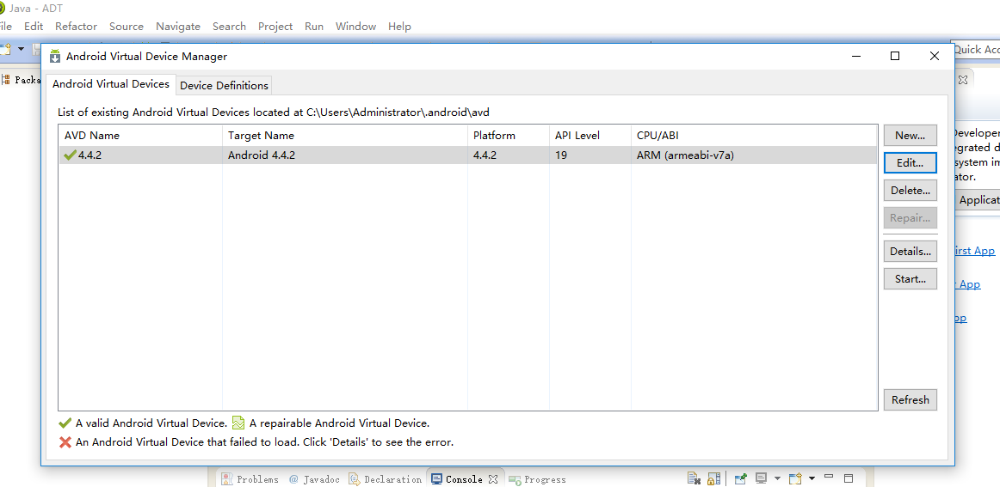 Java - ADT
File Edit Refactor Source Navigate Search Project Run Window Help
Quick Acc
Packa
Android Virtual Device Manager
Android Virtual Devices Device Definitions
List of existing Android Virtual Devices located at C:\Users\Administrator\.android\avd
AVD Name Target Name Platform API Level CPU/ABI
4.4.2 Android 4.4.2 4.4.2 19 ARM (armeabi-v7a)
New...
Edit...
Delete...
Repair...
Details...
Start...
Refresh
Developer
egrated d
system im
ator.
Applicat
irst App
r App
pp
A valid Android Virtual Device. A repairable Android Virtual Device.
An Android Virtual Device that failed to load. Click 'Details' to see the error.
Problems @ Javadoc Declaration Console Progress